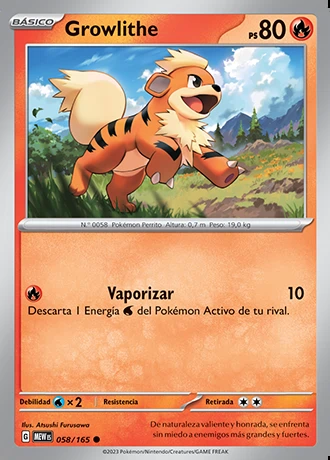 BÁSICO
Growlithe
PS 80
N.º 0058 Pokémon Perrito Altura: 0,7 m Peso: 19,0 kg
Vaporizar 10
Descarta 1 Energía del Pokémon Activo de tu rival.
Debilidad ×2 Resistencia Retirada
Ilus. Atsushi Furusawa
G MEW ES 058/165
De naturaleza valiente y honrada, se enfrenta
sin miedo a enemigos más grandes y fuertes.
©2023 Pokémon/Nintendo/Creatures/GAME FREAK